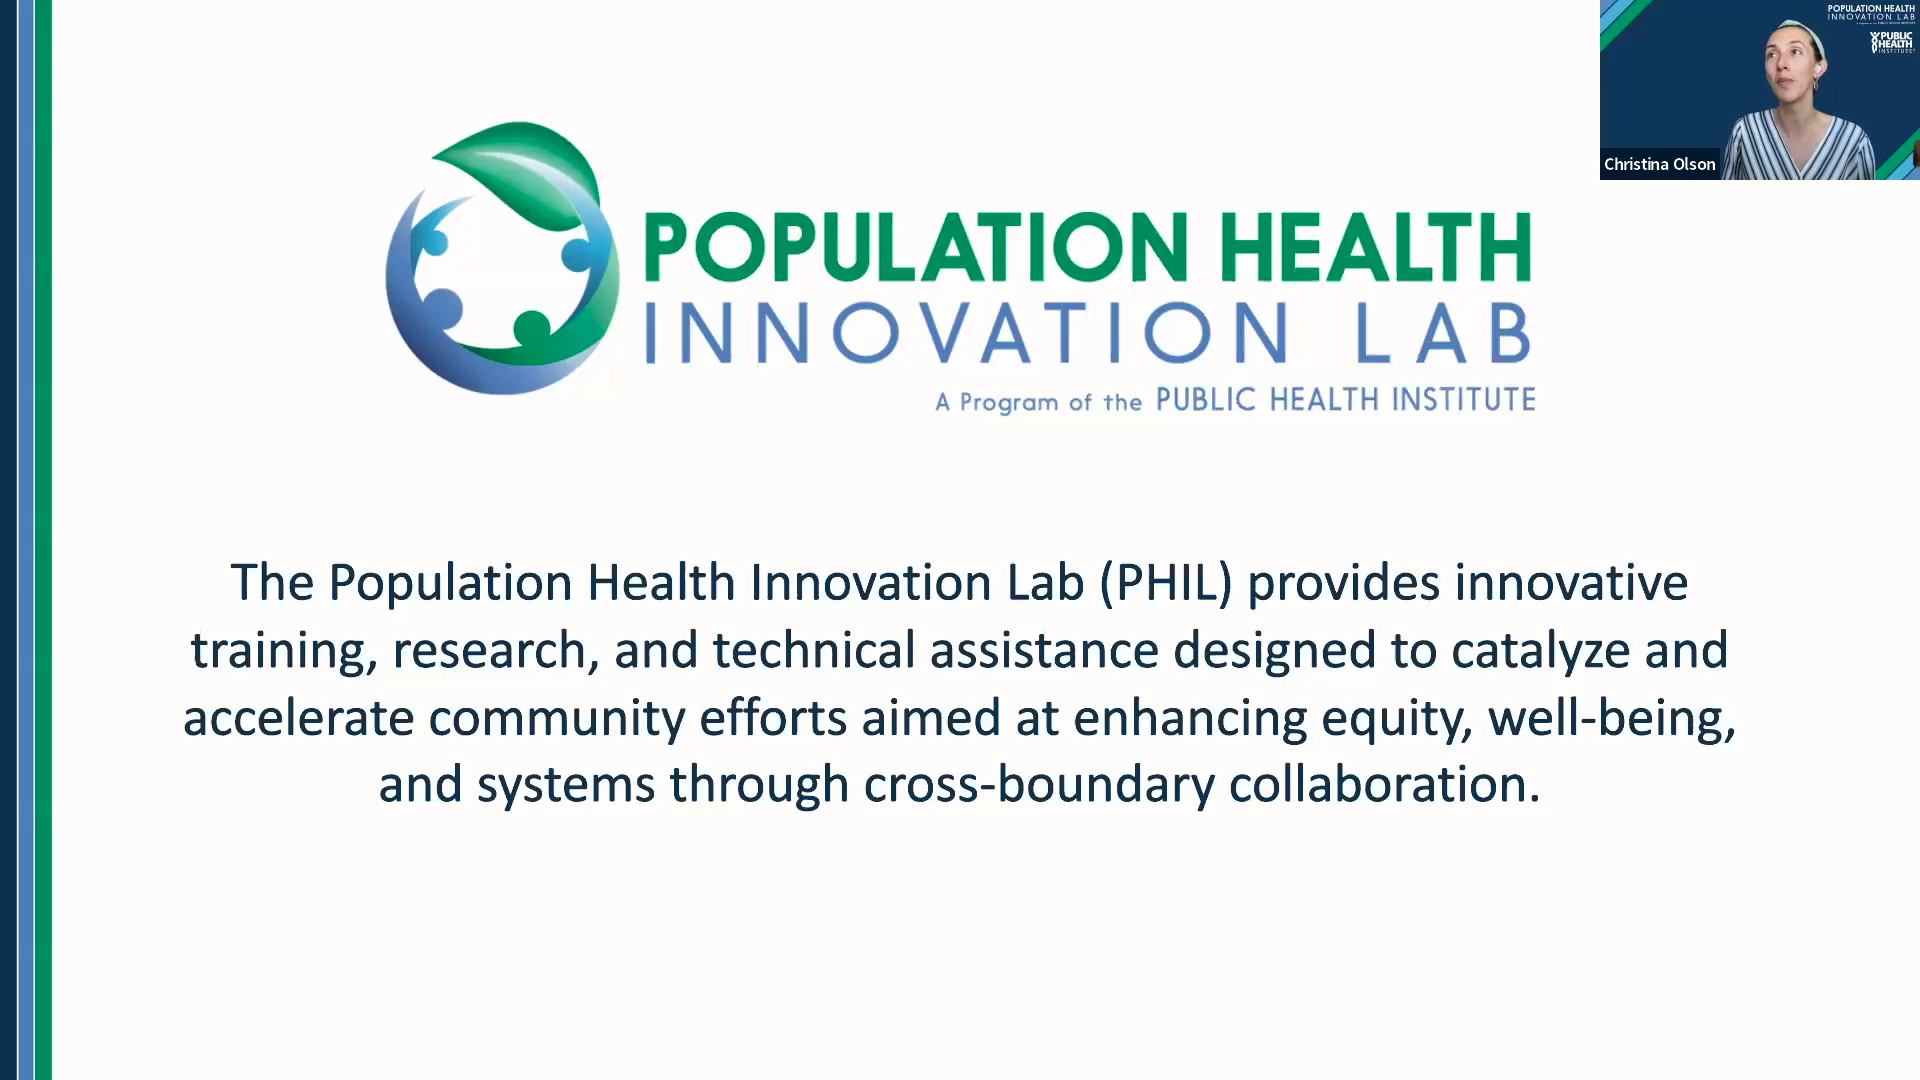 POPULATION HEALTH
INNOVATION LAB
PUBLIC
HEALTH
INSTITUTE
Christina Olson
POPULATION HEALTH
INNOVATION LAB
A Program of the PUBLIC HEALTH INSTITUTE
The Population Health Innovation Lab (PHIL) provides innovative
training, research, and technical assistance designed to catalyze and
accelerate community efforts aimed at enhancing equity, well-being,
and systems through cross-boundary collaboration.